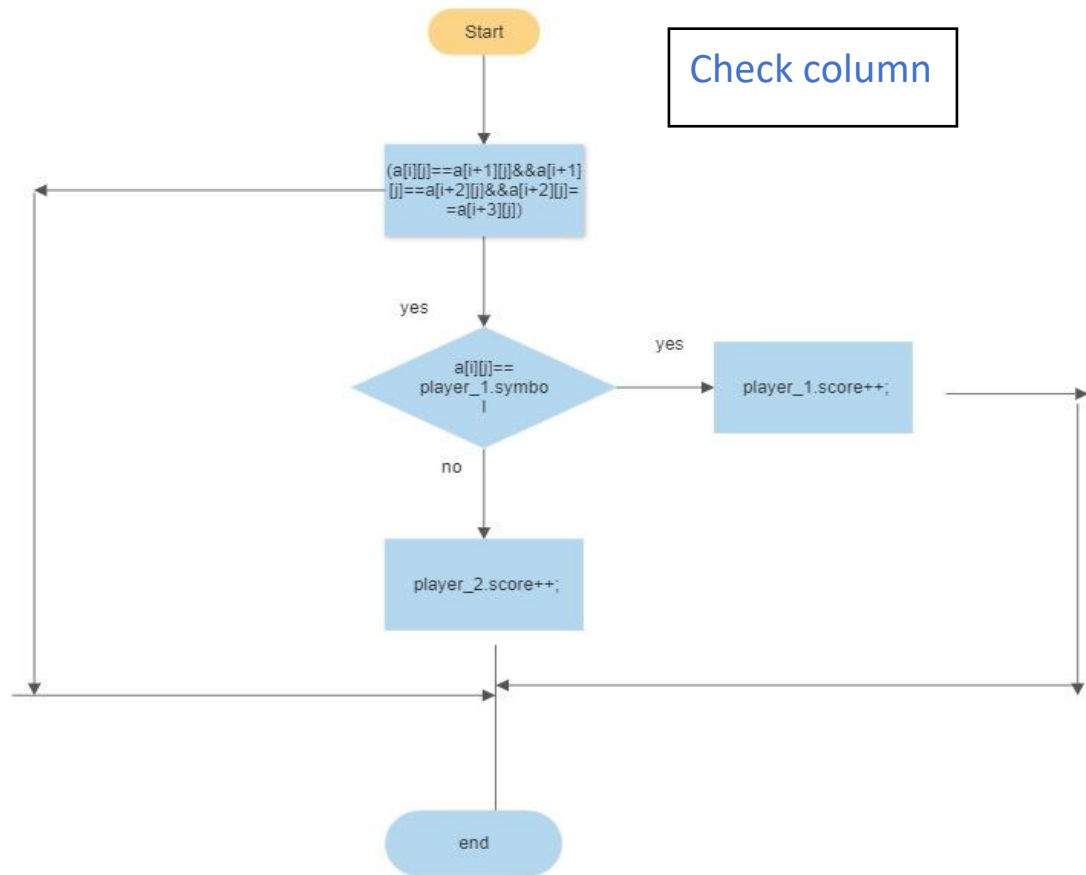 Start
Check column
(a[i][j]==a[i+1][j]&&a[i+1]
[j]==a[i+2][j]&&a[i+2][j]=
=a[i+3][j])
yes
a[i][j]==
player_1.symbo
l
yes
player_1.score++;
no
player_2.score++;
end